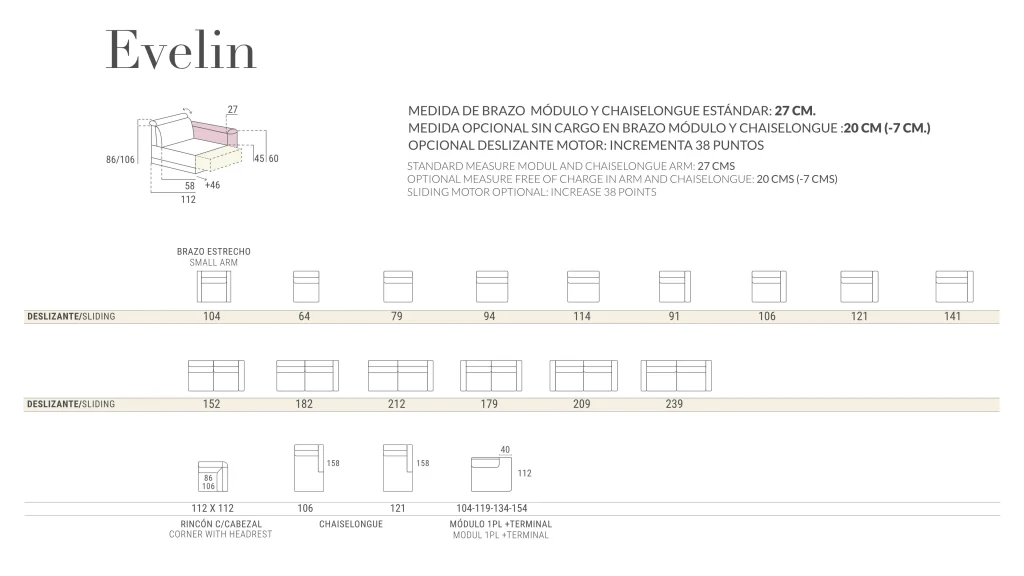 Evelin
MEDIDA DE BRAZO MÓDULO Y CHAISELONGUE ESTÁNDAR: 27 CM.
MEDIDA OPCIONAL SIN CARGO EN BRAZO MÓDULO Y CHAISELONGUE :20 CM (-7 CM.)
OPCIONAL DESLIZANTE MOTOR: INCREMENTA 38 PUNTOS
STANDARD MEASURE MODUL AND CHAISELONGUE ARM: 27 CMS
OPTIONAL MEASURE FREE OF CHARGE IN ARM AND CHAISELONGUE: 20 CMS (-7 CMS)
SLIDING MOTOR OPTIONAL: INCREASE 38 POINTS
27
86/106
45 60
58 +46
112
BRAZO ESTRECHO
SMALL ARM
DESLIZANTE/SLIDING 104 64 79 94 114 91 106 121 141
DESLIZANTE/SLIDING 152 182 212 179 209 239
40
86
106
158
158
112
112 X 112 106 121 104-119-134-154
RINCÓN C/CABEZAL CHAISELONGUE MÓDULO 1PL +TERMINAL
CORNER WITH HEADREST MODUL 1PL +TERMINAL